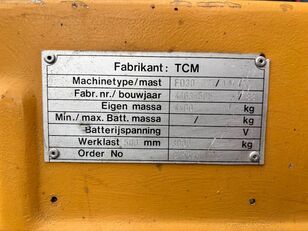 Fabrikant: TCM
Machinetype/mast FD30 /
Fabr. nr./ bouwjaar
Eigen massa kg
Min./ max. Batt. massa / kg
Batterijspanning V
Werklast mm kg
Order No